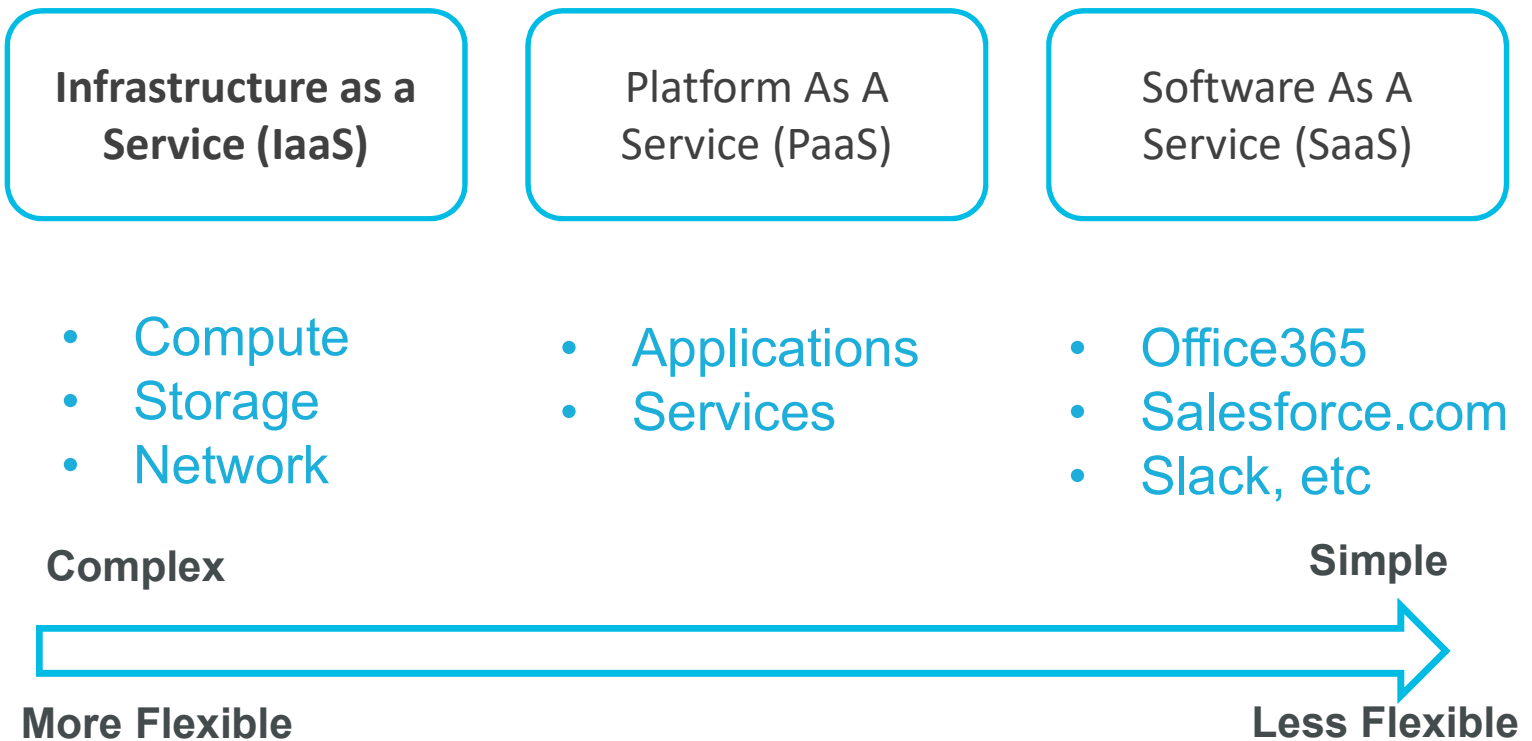 Infrastructure as a
Service (IaaS)
Platform As A
Service (PaaS)
Software As A
Service (SaaS)
• Compute
• Storage
• Network
• Applications
• Services
• Office365
• Salesforce.com
• Slack, etc
Complex
Simple
More Flexible
Less Flexible